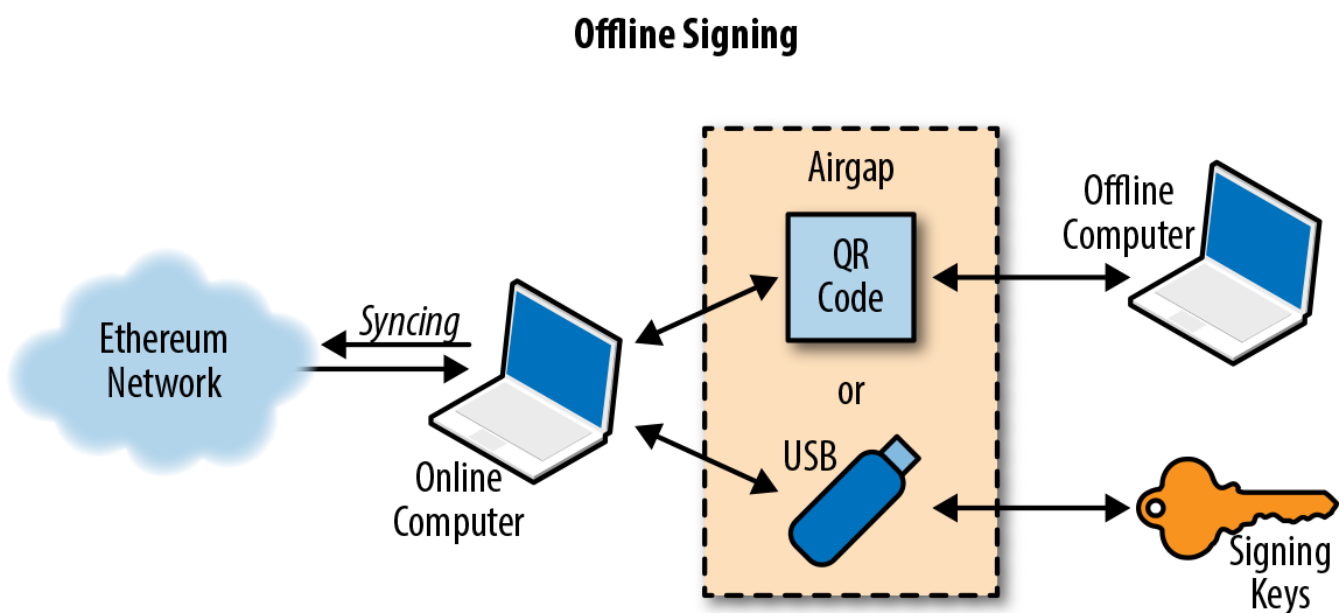 Offline Signing
Airgap
Offline
Computer
QR
Code
Syncing
Ethereum
Network
or
USB
Online
Computer
Signing
Keys